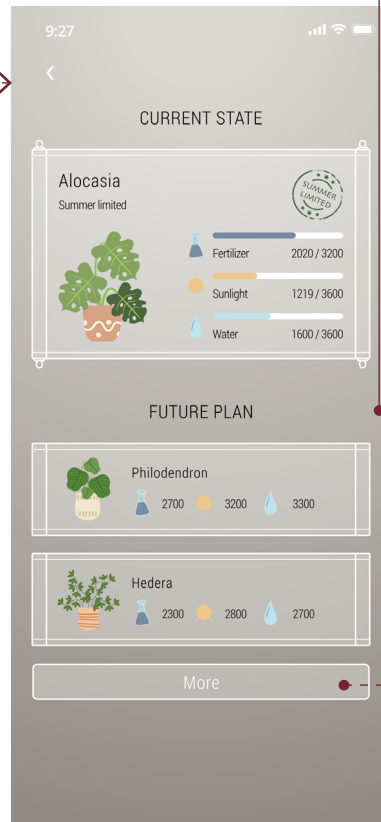 9:27
CURRENT STATE
Alocasia
Summer limited
SUMMER
LIMITED
Fertilizer 2020 / 3200
Sunlight 1219 / 3600
Water 1600 / 3600
FUTURE PLAN
Philodendron
2700 3200 3300
Hedera
2300 2800 2700
More